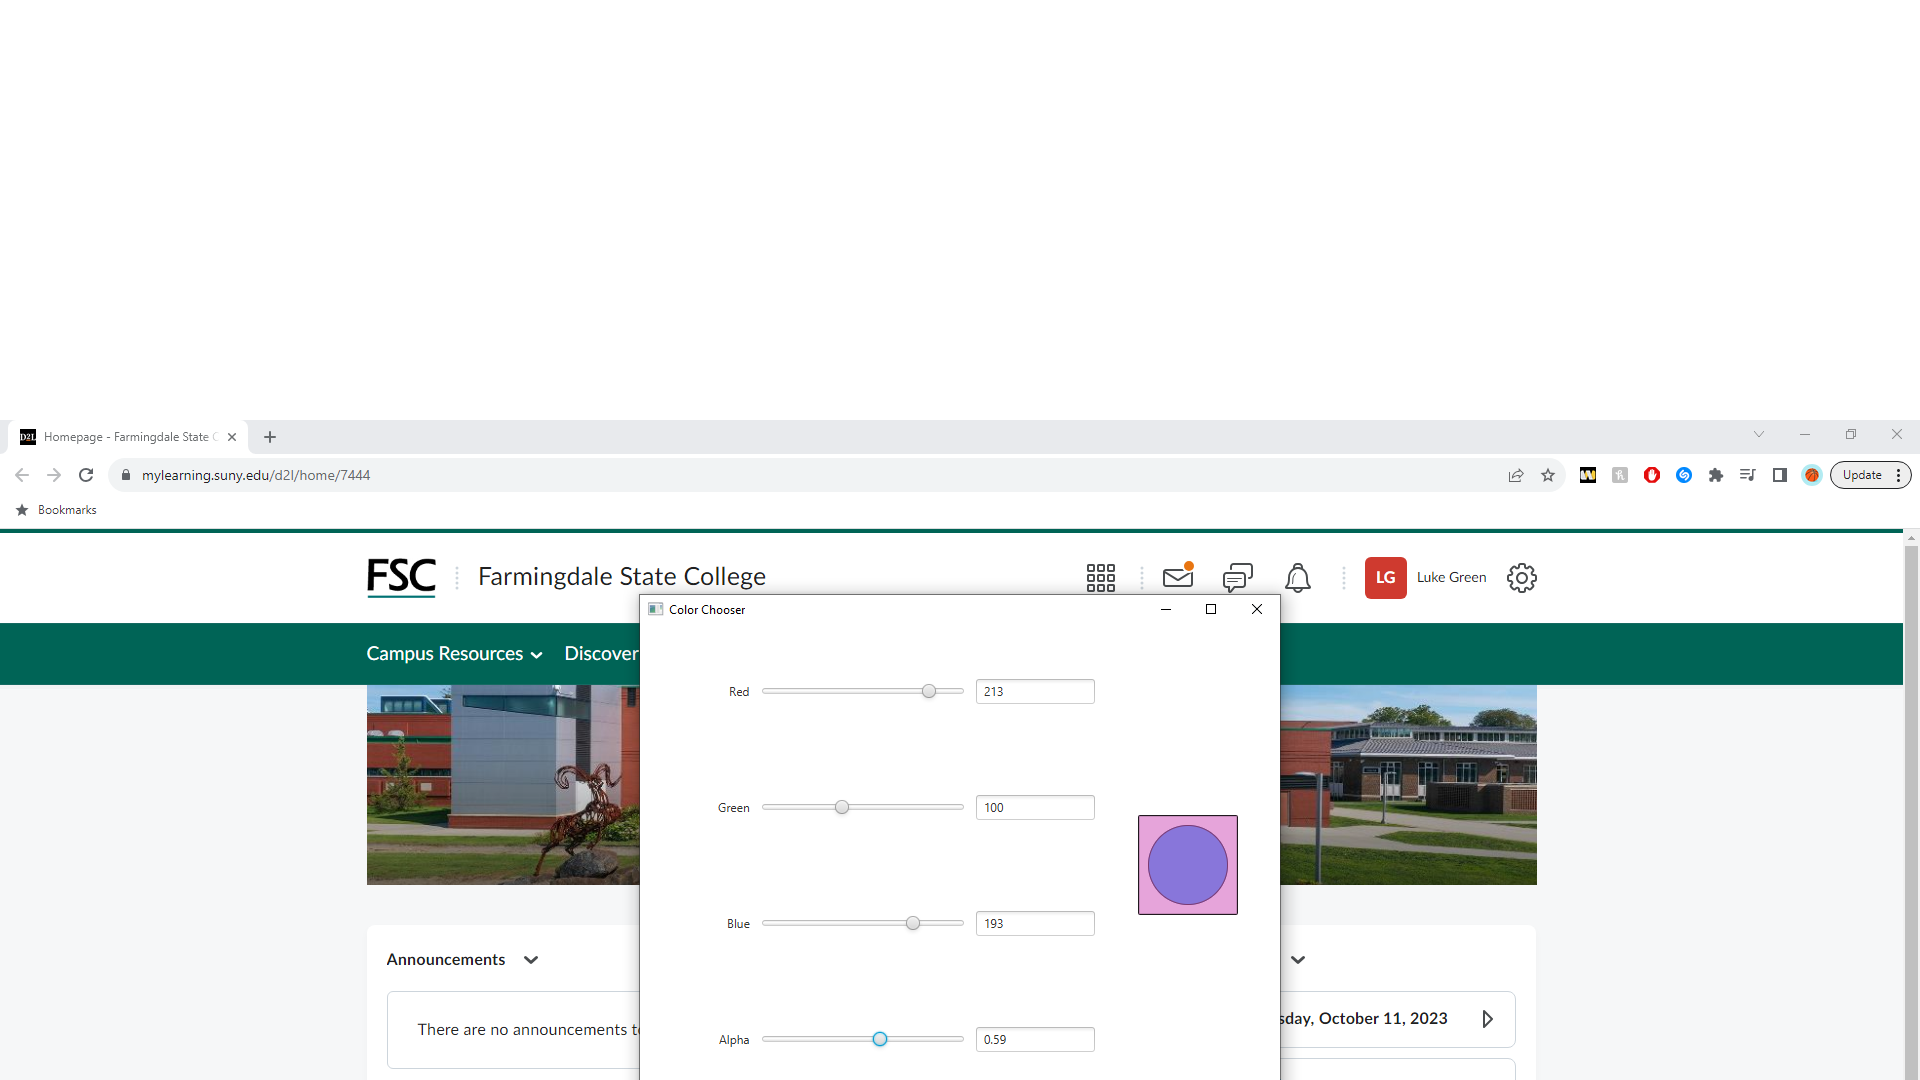 D2L Homepage - Farmingdale State C
mylearning.suny.edu/d2l/home/7444
Update
Bookmarks
FSC
Farmingdale State College
LG
Luke Green
Color Chooser
Campus Resources
Discover
Red
213
Green
100
Blue
193
Announcements
There are no announcements t
sday, October 11, 2023
Alpha
0.59